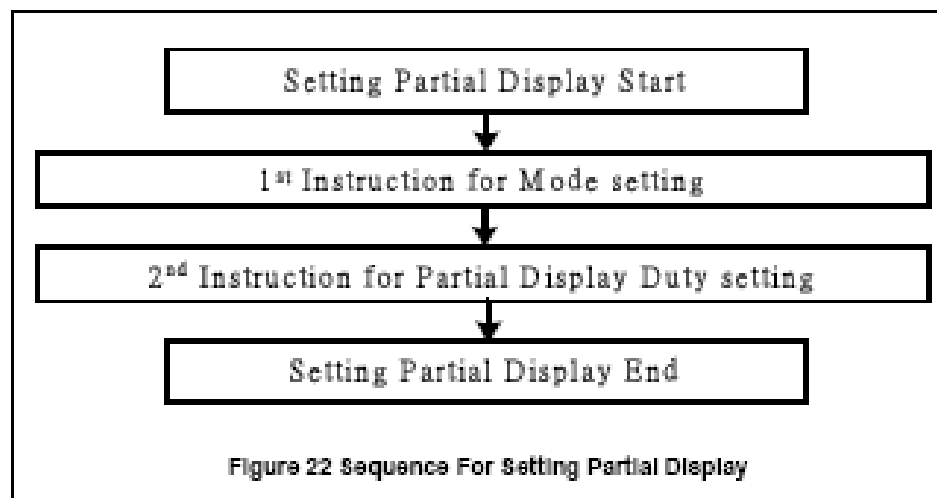 Setting Partial Display Start
1st Instruction for Mode setting
2nd Instruction for Partial Display Duty setting
Setting Partial Display End
Figure 22 Sequence For Setting Partial Display